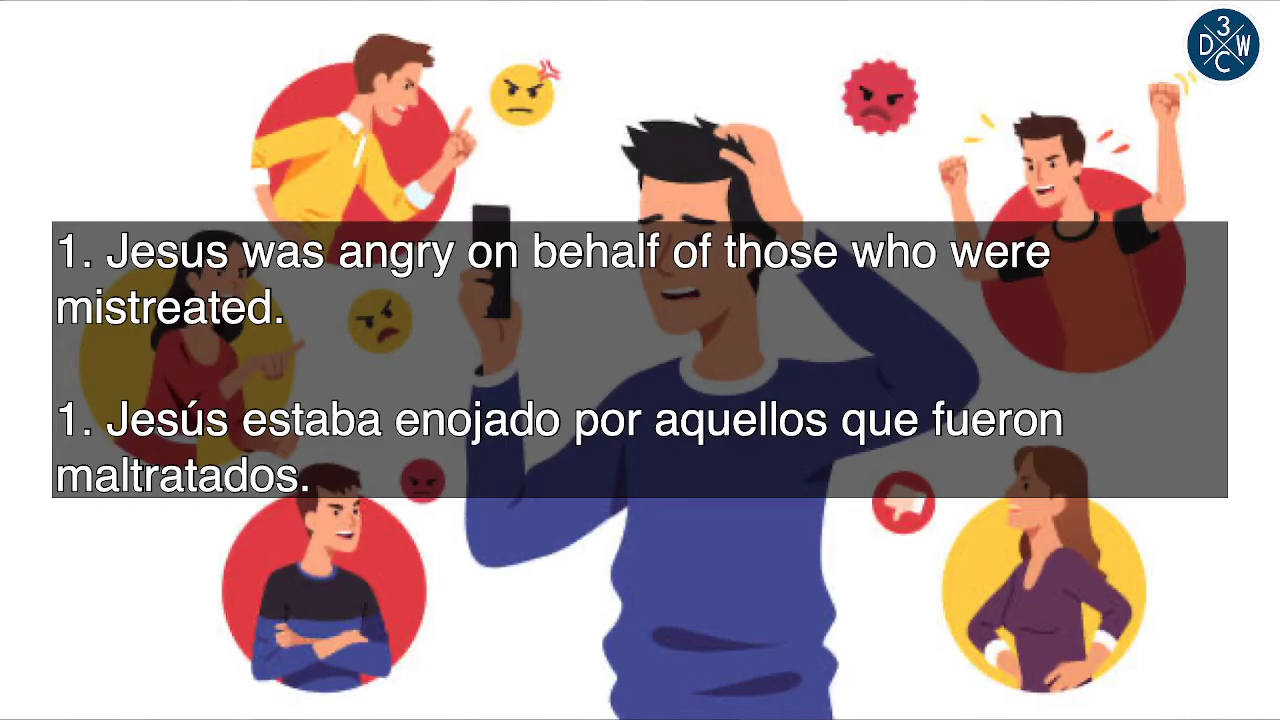 3
D W
C
1. Jesus was angry on behalf of those who were
mistreated.
1. Jesús estaba enojado por aquellos que fueron
maltratados.